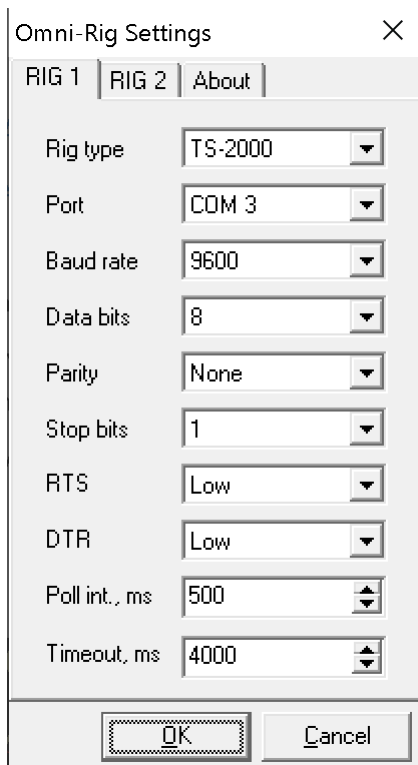 Omni-Rig Settings
RIG 1 RIG 2 About
Rig type TS-2000
Port COM 3
Baud rate 9600
Data bits 8
Parity None
Stop bits 1
RTS Low
DTR Low
Poll int., ms 500
Timeout, ms 4000
OK Cancel